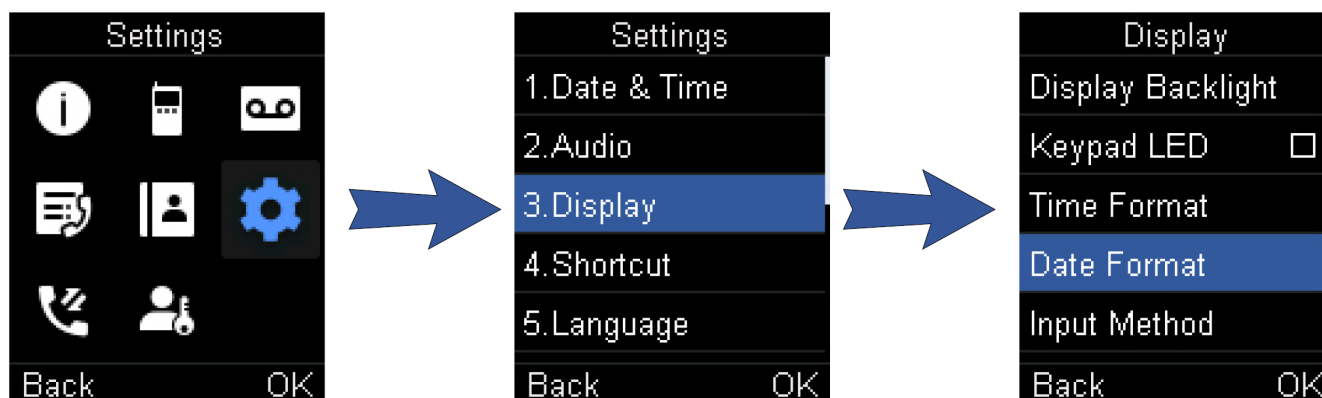 Settings
Back OK
Settings
1.Date & Time
2.Audio
3.Display
4.Shortcut
5.Language
Back OK
Display
Display Backlight
Keypad LED
Time Format
Date Format
Input Method
Back OK